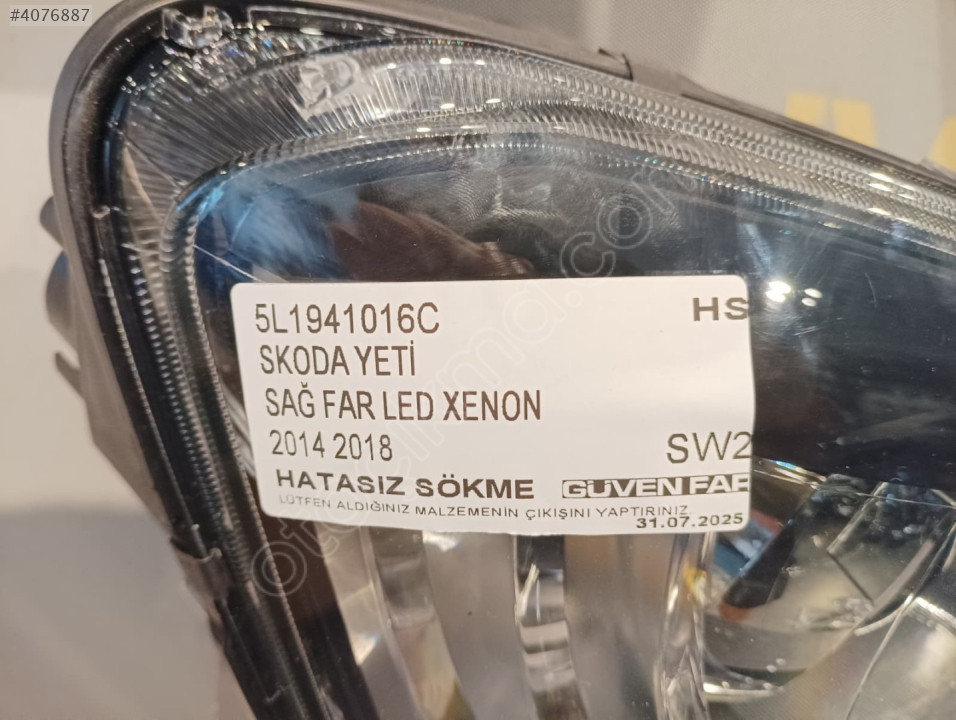 #4076887
5L1941016C HS
SKODA YETİ
SAĞ FAR LED XENON
2014 2018 SW2
HATASIZ SÖKME GÜVEN FAR
LÜTFEN ALDIĞINIZ MALZEMENİN ÇIKIŞINI YAPTIRINIZ.
31.07.2025